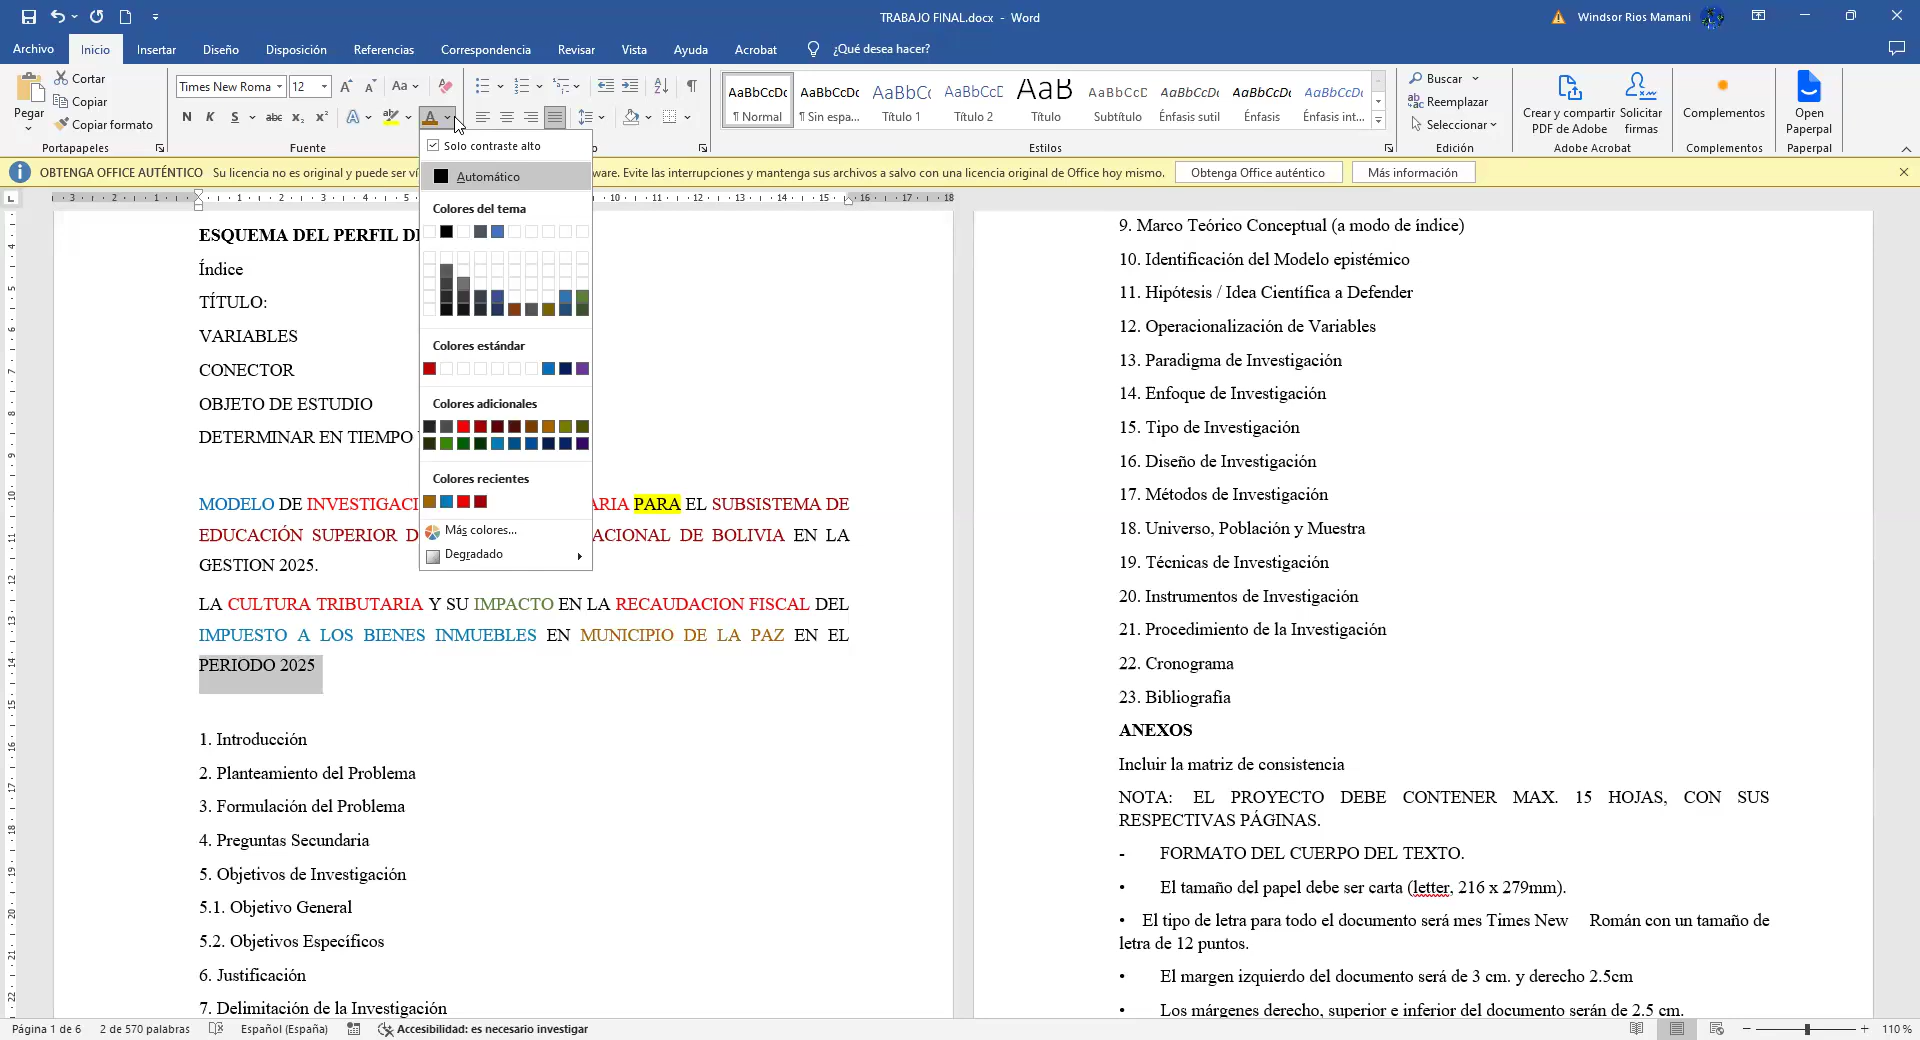 TRABAJO FINAL.docx - Word
Windsor Rios Mamani
Archivo
Inicio
Insertar
Diseño
Disposición
Referencias
Correspondencia
Revisar
Vista
Ayuda
Acrobat
¿Qué desea hacer?
Pegar
Cortar
Copiar
Copiar formato
Portapapeles
Times New Roma
12
Fuente
AaBbCcDc
¶ Normal
AaBbCcDc
¶ Sin espa...
AaBbCc
Título 1
AaBbCcD
Título 2
AaB
Título
AaBbCcD
Subtítulo
AaBbCcDc
Énfasis sutil
AaBbCcDc
Énfasis
AaBbCcDc
Énfasis int...
Estilos
Buscar
Reemplazar
Seleccionar
Edición
Crear y compartir
PDF de Adobe
Solicitar
firmas
Adobe Acrobat
Complementos
Complementos
Open
Paperpal
Paperpal
OBTENGA OFFICE AUTÉNTICO
Su licencia no es original y puede ser
ware. Evite las interrupciones y mantenga sus archivos a salvo con una licencia original de Office hoy mismo.
Obtenga Office auténtico
Más información
Solo contraste alto
Automático
Colores del tema
Colores estándar
Colores adicionales
Colores recientes
Más colores...
Degradado
ESQUEMA DEL PERFIL
Índice
TÍTULO:
VARIABLES
CONECTOR
OBJETO DE ESTUDIO
DETERMINAR EN TIEMPO
MODELO DE INVESTIGACI ARIA PARA EL SUBSISTEMA DE
EDUCACIÓN SUPERIOR D ACIONAL DE BOLIVIA EN LA
GESTION 2025.
LA CULTURA TRIBUTARIA Y SU IMPACTO EN LA RECAUDACION FISCAL DEL
IMPUESTO A LOS BIENES INMUEBLES EN MUNICIPIO DE LA PAZ EN EL
PERIODO 2025
1. Introducción
2. Planteamiento del Problema
3. Formulación del Problema
4. Preguntas Secundaria
5. Objetivos de Investigación
5.1. Objetivo General
5.2. Objetivos Específicos
6. Justificación
7. Delimitación de la Investigación
9. Marco Teórico Conceptual (a modo de índice)
10. Identificación del Modelo epistémico
11. Hipótesis / Idea Científica a Defender
12. Operacionalización de Variables
13. Paradigma de Investigación
14. Enfoque de Investigación
15. Tipo de Investigación
16. Diseño de Investigación
17. Métodos de Investigación
18. Universo, Población y Muestra
19. Técnicas de Investigación
20. Instrumentos de Investigación
21. Procedimiento de la Investigación
22. Cronograma
23. Bibliografía
ANEXOS
Incluir la matriz de consistencia
NOTA: EL PROYECTO DEBE CONTENER MAX. 15 HOJAS, CON SUS
RESPECTIVAS PÁGINAS.
- FORMATO DEL CUERPO DEL TEXTO.
• El tamaño del papel debe ser carta (letter, 216 x 279mm).
• El tipo de letra para todo el documento será mes Times New Román con un tamaño de
letra de 12 puntos.
• El margen izquierdo del documento será de 3 cm. y derecho 2.5cm
• Los márgenes derecho, superior e inferior del documento serán de 2.5 cm.
Página 1 de 6
2 de 570 palabras
Español (España)
Accesibilidad: es necesario investigar
110 %